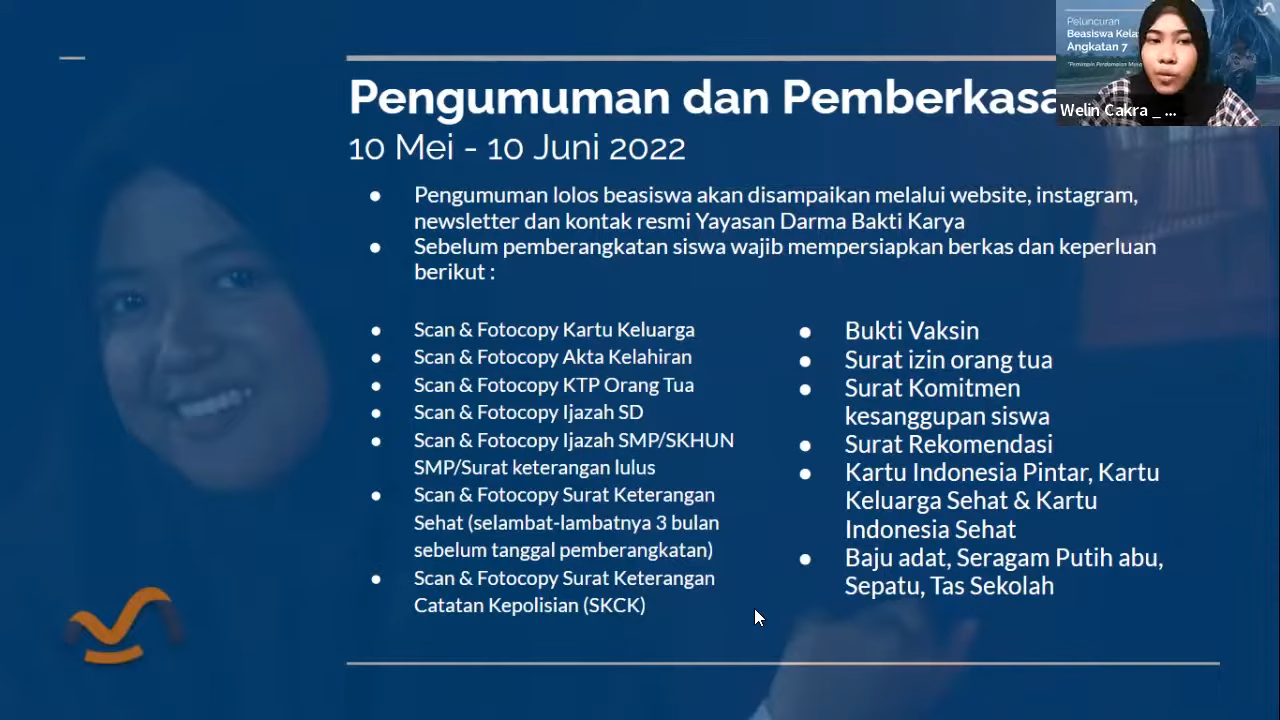 Pengumuman dan Pemberkasa
10 Mei - 10 Juni 2022
● Pengumuman lolos beasiswa akan disampaikan melalui website, instagram,
newsletter dan kontak resmi Yayasan Darma Bakti Karya
● Sebelum pemberangkatan siswa wajib mempersiapkan berkas dan keperluan
berikut :
● Scan & Fotocopy Kartu Keluarga
● Scan & Fotocopy Akta Kelahiran
● Scan & Fotocopy KTP Orang Tua
● Scan & Fotocopy Ijazah SD
● Scan & Fotocopy Ijazah SMP/SKHUN
SMP/Surat keterangan lulus
● Scan & Fotocopy Surat Keterangan
Sehat (selambat-lambatnya 3 bulan
sebelum tanggal pemberangkatan)
● Scan & Fotocopy Surat Keterangan
Catatan Kepolisian (SKCK)
● Bukti Vaksin
● Surat izin orang tua
● Surat Komitmen
kesanggupan siswa
● Surat Rekomendasi
● Kartu Indonesia Pintar, Kartu
Keluarga Sehat & Kartu
Indonesia Sehat
● Baju adat, Seragam Putih abu,
Sepatu, Tas Sekolah
Peluncuran
Beasiswa Kela
Angkatan 7
Welin Cakra _ ...